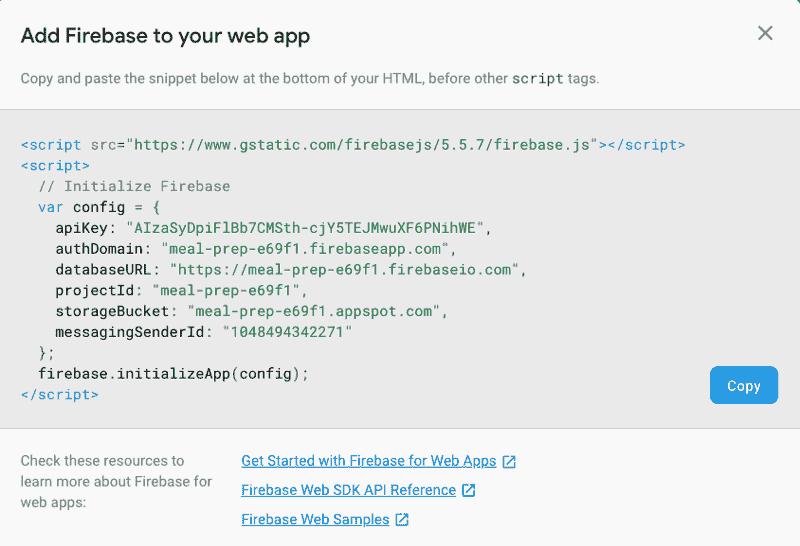 Add Firebase to your web app
Copy and paste the snippet below at the bottom of your HTML, before other script tags.
<script src="https://www.gstatic.com/firebasejs/5.5.7/firebase.js"></script>
<script>
// Initialize Firebase
var config = {
apiKey: "AIzaSyDpiFlBb7CMSth-cjY5TEJMwuXF6PNihWE",
authDomain: "meal-prep-e69f1.firebaseapp.com",
databaseURL: "https://meal-prep-e69f1.firebaseio.com",
projectId: "meal-prep-e69f1",
storageBucket: "meal-prep-e69f1.appspot.com",
messagingSenderId: "1048494342271"
};
firebase.initializeApp(config);
</script>
Copy
Check these resources to
learn more about Firebase for
web apps:
Get Started with Firebase for Web Apps
Firebase Web SDK API Reference
Firebase Web Samples